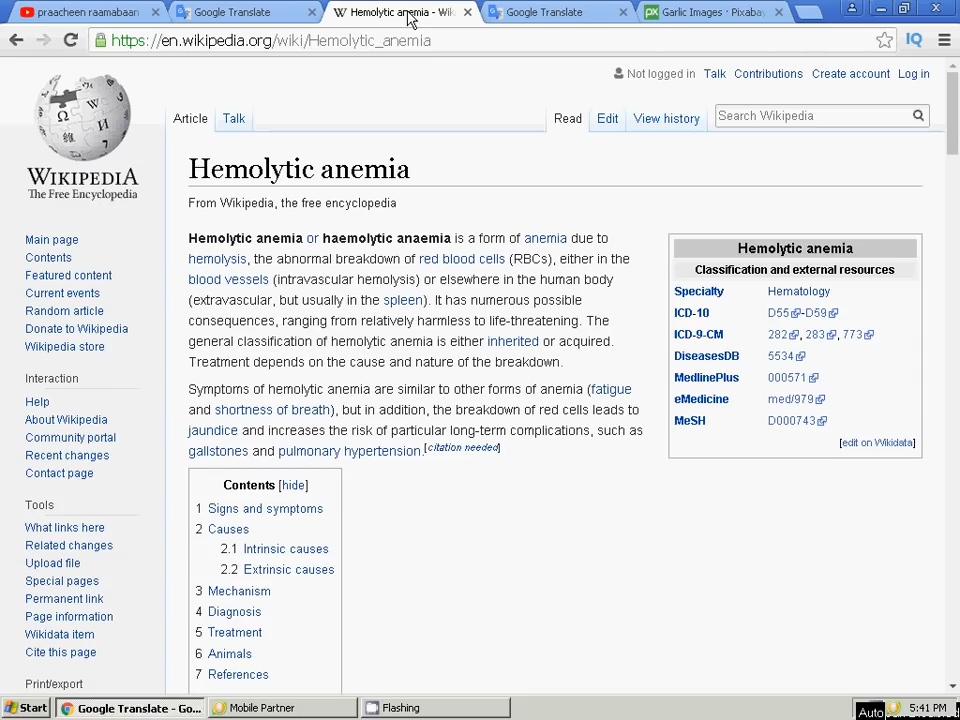 praacheen raamabaan
Google Translate
Hemolytic anemia - Wik
Google Translate
Garlic Images · Pixabay
https://en.wikipedia.org/wiki/Hemolytic_anemia
IQ
Not logged in Talk Contributions Create account Log in
Article Talk Read Edit View history Search Wikipedia
WIKIPEDIA
The Free Encyclopedia
Main page
Contents
Featured content
Current events
Random article
Donate to Wikipedia
Wikipedia store
Interaction
Help
About Wikipedia
Community portal
Recent changes
Contact page
Tools
What links here
Related changes
Upload file
Special pages
Permanent link
Page information
Wikidata item
Cite this page
Print/export
Hemolytic anemia
From Wikipedia, the free encyclopedia
Hemolytic anemia or haemolytic anaemia is a form of anemia due to
hemolysis, the abnormal breakdown of red blood cells (RBCs), either in the
blood vessels (intravascular hemolysis) or elsewhere in the human body
(extravascular, but usually in the spleen). It has numerous possible
consequences, ranging from relatively harmless to life-threatening. The
general classification of hemolytic anemia is either inherited or acquired.
Treatment depends on the cause and nature of the breakdown.
Symptoms of hemolytic anemia are similar to other forms of anemia (fatigue
and shortness of breath), but in addition, the breakdown of red cells leads to
jaundice and increases the risk of particular long-term complications, such as
gallstones and pulmonary hypertension.[citation needed]
Contents [hide]
1 Signs and symptoms
2 Causes
2.1 Intrinsic causes
2.2 Extrinsic causes
3 Mechanism
4 Diagnosis
5 Treatment
6 Animals
7 References
Hemolytic anemia
Classification and external resources
Specialty Hematology
ICD-10 D55-D59
ICD-9-CM 282, 283, 773
DiseasesDB 5534
MedlinePlus 000571
eMedicine med/979
MeSH D000743
[edit on Wikidata]
Start
Google Translate - Go...
Mobile Partner
Flashing
5:41 PM